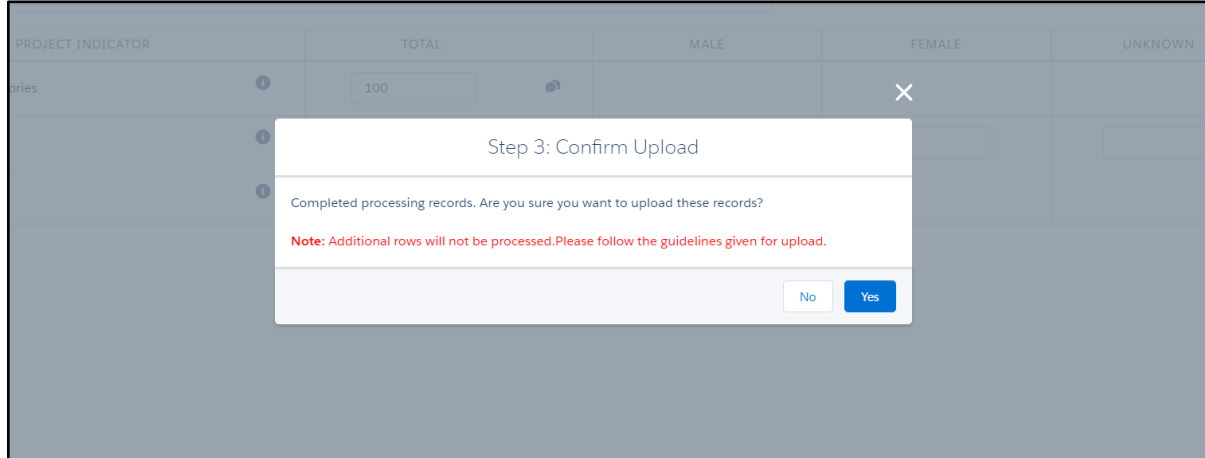 PROJECT INDICATOR TOTAL MALE FEMALE UNKNOWN
ories 100
Step 3: Confirm Upload
Completed processing records. Are you sure you want to upload these records?
Note: Additional rows will not be processed.Please follow the guidelines given for upload.
No Yes